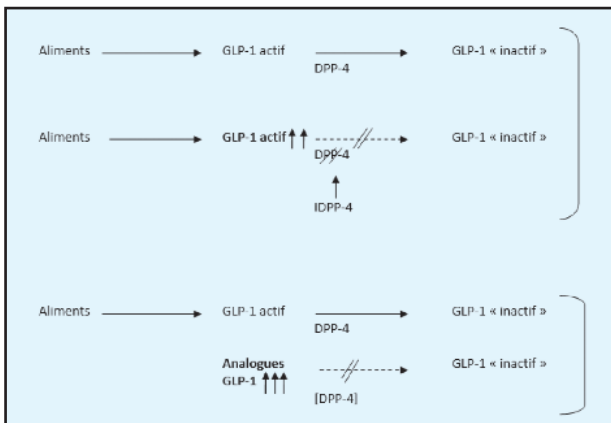 Aliments GLP-1 actif GLP-1 « inactif »
DPP-4
Aliments GLP-1 actif GLP-1 « inactif »
DPP-4
IDPP-4
Aliments GLP-1 actif GLP-1 « inactif »
DPP-4
Analogues GLP-1 « inactif »
GLP-1
[DPP-4]